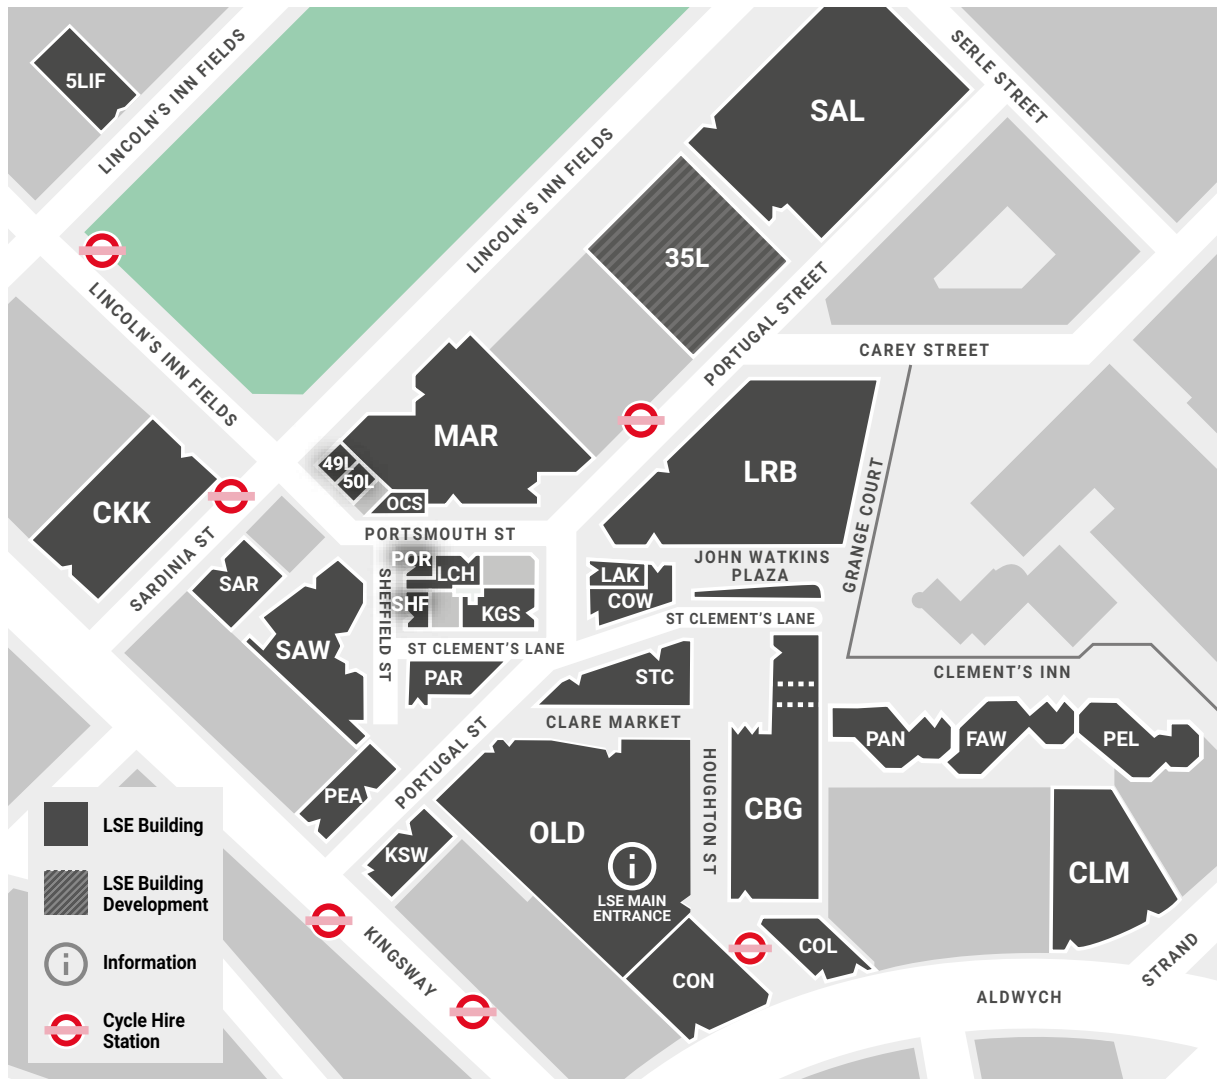 5LIF
LINCOLN'S INN FIELDS
SERLE STREET
SAL
LINCOLN'S INN FIELDS
35L
LINCOLN'S INN FIELDS
PORTUGAL STREET
CAREY STREET
MAR
49L
50L
OCS
LRB
CKK
GRANGE COURT
PORTSMOUTH ST
SARDINIA ST
SAR
POR
LCH
SHF
KGS
SHEFFIELD ST
LAK
COW
JOHN WATKINS
PLAZA
ST CLEMENT'S LANE
SAW
ST CLEMENT'S LANE
PAR
STC
CLEMENT'S INN
CLARE MARKET
PAN
FAW
PEL
PORTUGAL ST
PEA
HOUGHTON ST
CBG
OLD
KSW
CLM
LSE MAIN
ENTRANCE
COL
CON
KINGSWAY
STRAND
ALDWYCH
LSE Building
LSE Building
Development
Information
Cycle Hire
Station